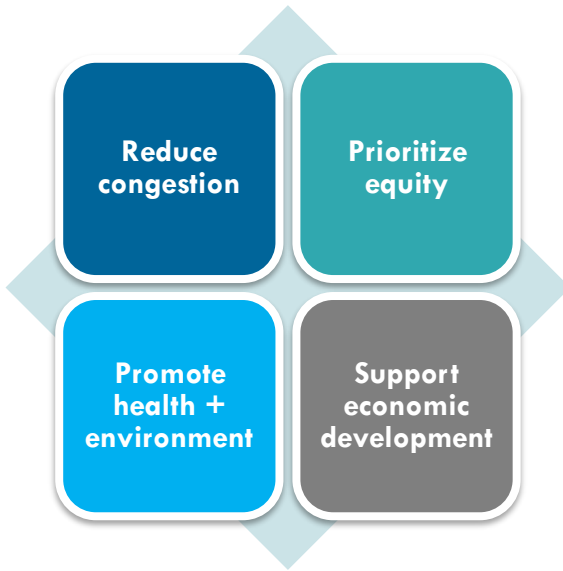 Reduce
congestion
Prioritize
equity
Promote
health +
environment
Support
economic
development